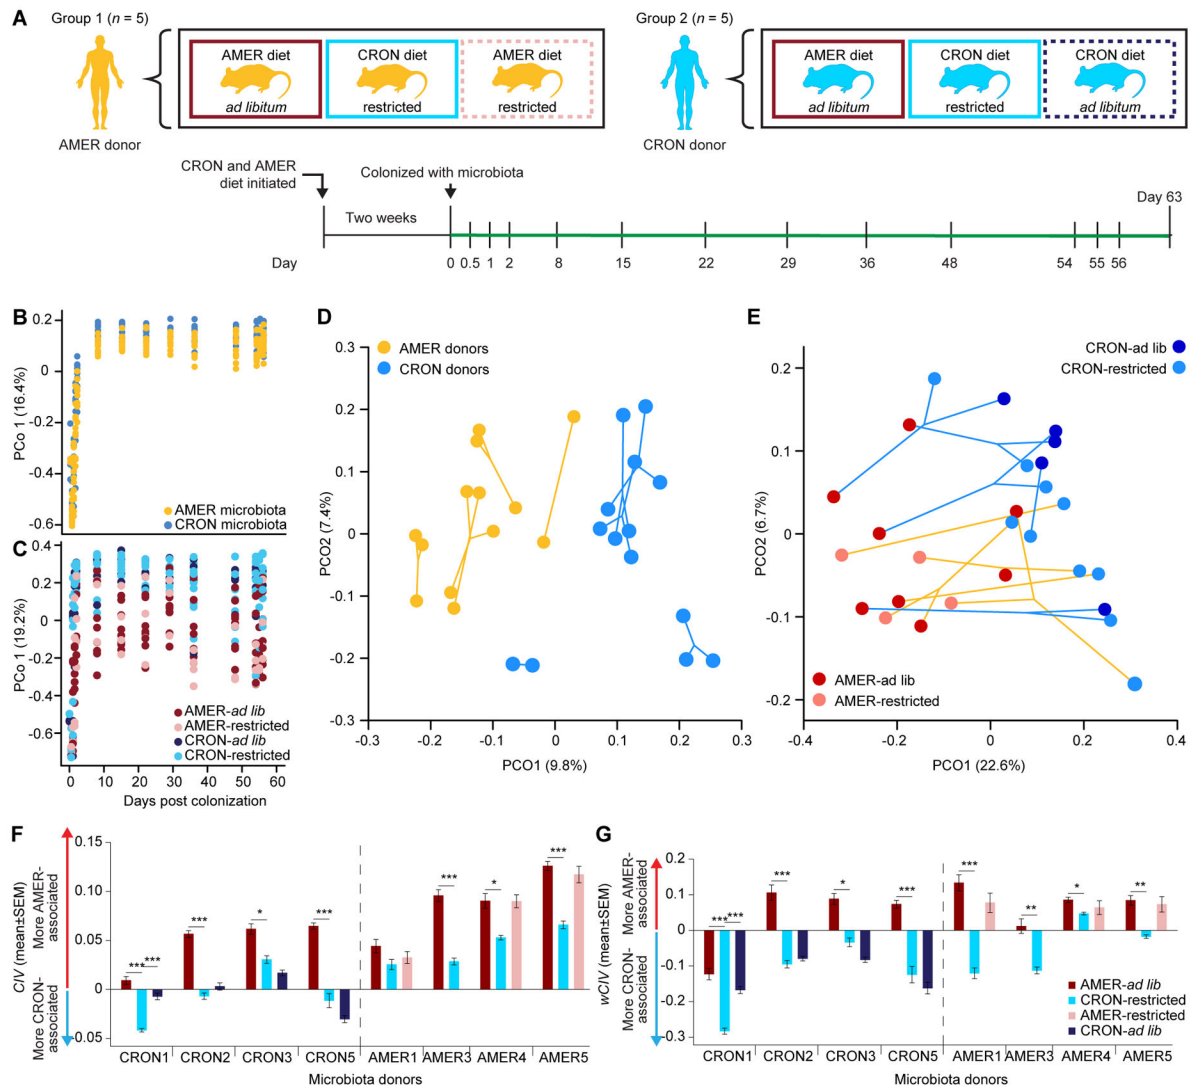 A
Group 1 (n = 5)
AMER diet
CRON diet
AMER diet
ad libitum
restricted
restricted
AMER donor
Group 2 (n = 5)
AMER diet
CRON diet
CRON diet
ad libitum
restricted
ad libitum
CRON donor
CRON and AMER
diet initiated
Colonized with microbiota
Day 63
Two weeks
Day
0 0.5 1 2 8 15 22 29 36 48 54 55 56
B
0.2
0
-0.2
-0.4
-0.6
PCo 1 (16.4%)
AMER microbiota
CRON microbiota
C
0.4
0.2
0
-0.2
-0.4
-0.6
PCo 1 (19.2%)
AMER-ad lib
AMER-restricted
CRON-ad lib
CRON-restricted
0 10 20 30 40 50 60
Days post colonization
D
0.3
0.2
0.1
0
-0.1
-0.2
-0.3
PCO2 (7.4%)
AMER donors
CRON donors
-0.3 -0.2 -0.1 0 0.1 0.2 0.3
PCO1 (9.8%)
E
0.2
0.1
0
-0.1
-0.2
PCO2 (6.7%)
CRON-ad lib
CRON-restricted
AMER-ad lib
AMER-restricted
-0.4 -0.2 0 0.2 0.4
PCO1 (22.6%)
F
More AMER-
associated
More CRON-
associated
CIV (mean±SEM)
0.15
0.10
0.05
0
-0.05
*** ***
***
*
***
***
*
***
CRON1 CRON2 CRON3 CRON5 AMER1 AMER3 AMER4 AMER5
Microbiota donors
G
More AMER-
associated
More CRON-
associated
wCIV (mean±SEM)
0.2
0.1
0
-0.1
-0.2
-0.3
*** ***
***
*
***
***
**
*
**
AMER-ad lib
CRON-restricted
AMER-restricted
CRON-ad lib
CRON1 CRON2 CRON3 CRON5 AMER1 AMER3 AMER4 AMER5
Microbiota donors